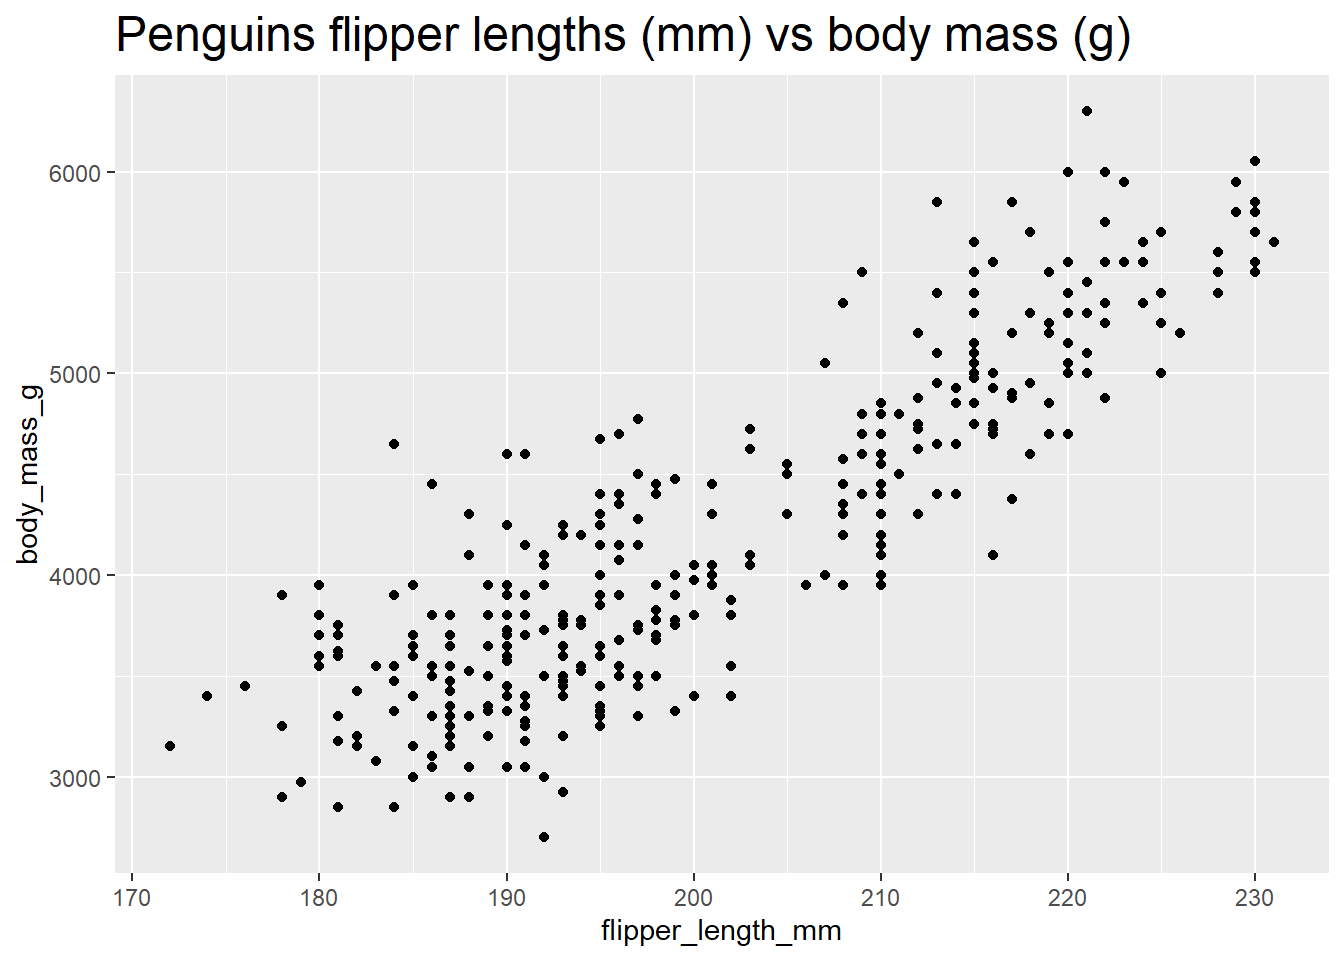 Penguins flipper lengths (mm) vs body mass (g)
6000
5000
4000
3000
body_mass_g
170 180 190 200 210 220 230
flipper_length_mm